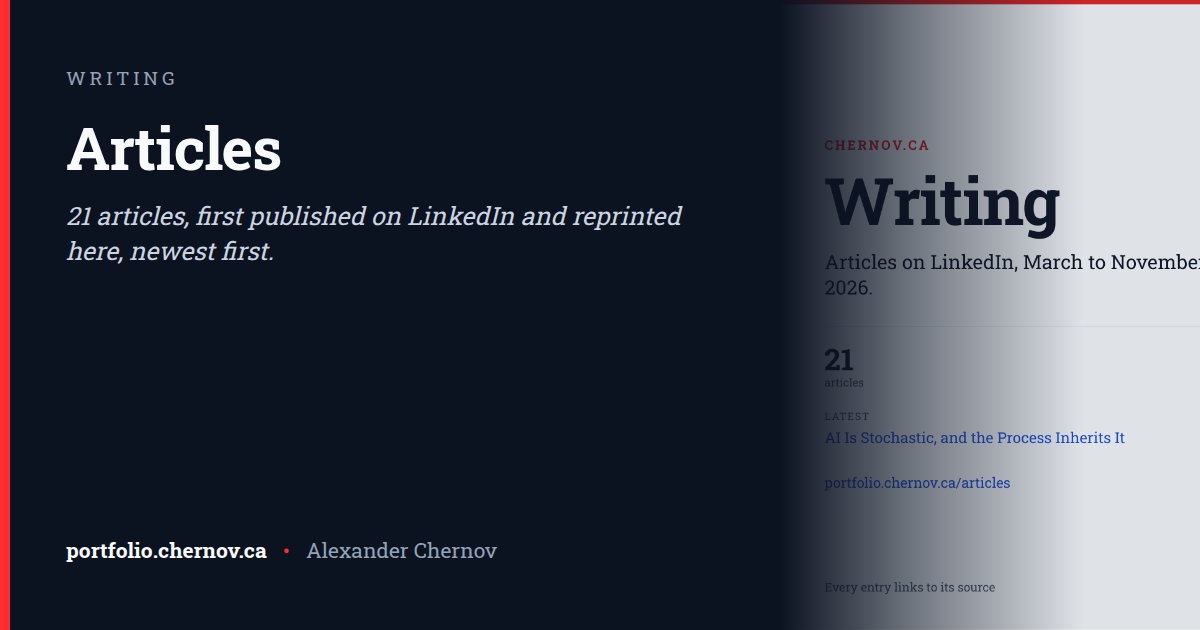 WRITING
Articles
21 articles, first published on LinkedIn and reprinted
here, newest first.
portfolio.chernov.ca • Alexander Chernov
CHERNOV.CA
Writing
Articles on LinkedIn, March to November
2026.
21
articles
LATEST
AI Is Stochastic, and the Process Inherits It
portfolio.chernov.ca/articles
Every entry links to its source